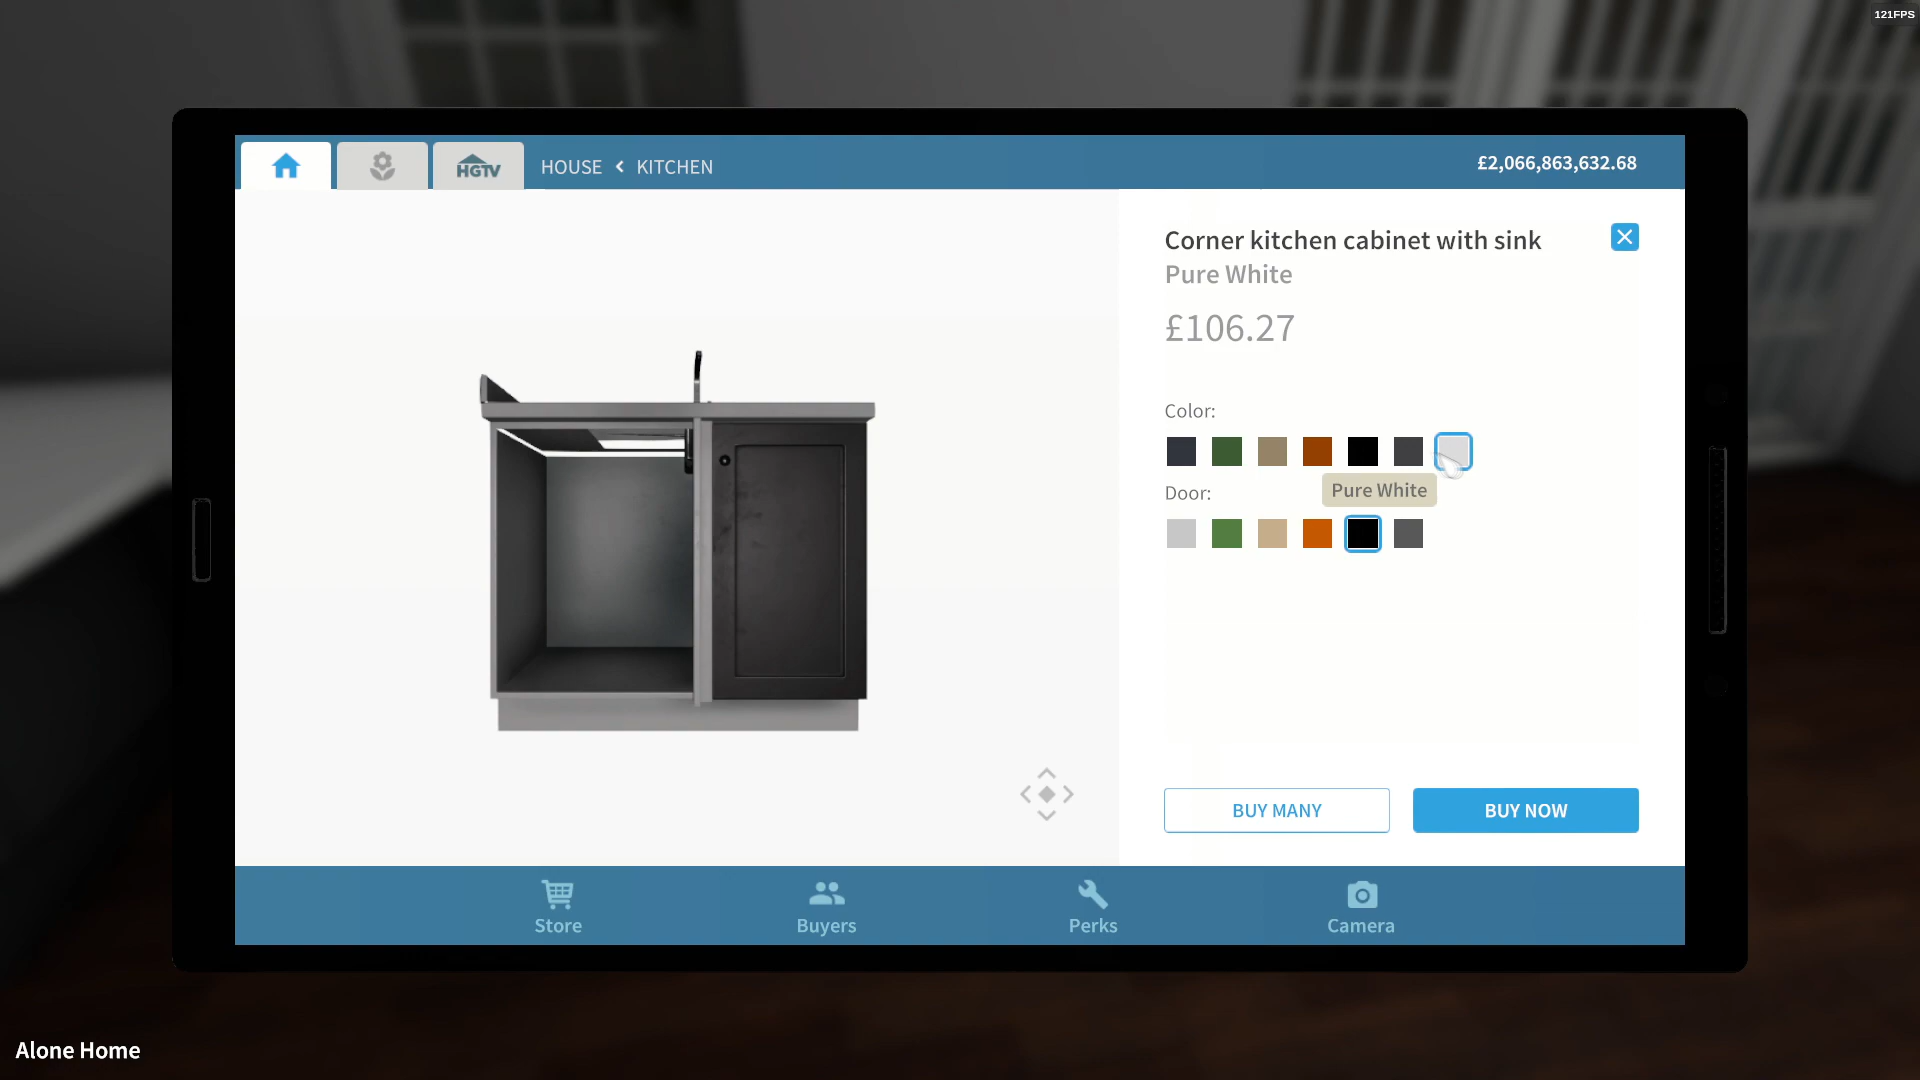 121FPS
HGTV
HOUSE < KITCHEN
£2,066,863,632.68
Corner kitchen cabinet with sink
Pure White
£106.27
Color:
Pure White
Door:
BUY MANY
BUY NOW
Store
Buyers
Perks
Camera
Alone Home